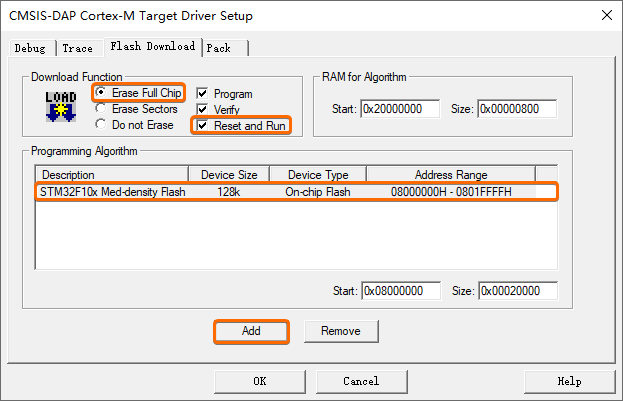 CMSIS-DAP Cortex-M Target Driver Setup
Debug Trace Flash Download Pack
Download Function
LOAD
Erase Full Chip
Erase Sectors
Do not Erase
Program
Verify
Reset and Run
RAM for Algorithm
Start: 0x20000000 Size: 0x00000800
Programming Algorithm
Description Device Size Device Type Address Range
STM32F10x Med-density Flash 128k On-chip Flash 08000000H - 0801FFFFH
Start: 0x08000000 Size: 0x00020000
Add Remove
OK Cancel Help